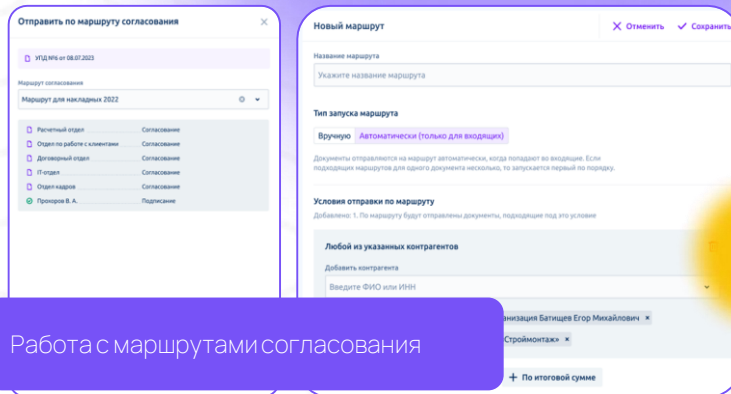 Отправить по маршруту согласования
УПД №6 от 08.07.2023
Маршрут согласования
Маршрут для накладных 2022
Расчетный отдел Согласование
Отдел по работе с клиентами Согласование
Договорный отдел Согласование
IT-отдел Согласование
Отдел кадров Согласование
Прохоров В. А. Подписание
Новый маршрут
Отменить Сохранить
Название маршрута
Укажите название маршрута
Тип запуска маршрута
Вручную Автоматически (только для входящих)
Документы отправляются на маршрут автоматически, когда попадают во входящие. Если
подходящих маршрутов для одного документа несколько, то запускается первый по порядку.
Условия отправки по маршруту
Добавлено: 1. По маршруту будут отправлены документы, подходящие под это условие
Любой из указанных контрагентов
Добавить контрагента
Введите ФИО или ИНН
анизация Батищев Егор Михайлович ×
Строймонтаж» ×
+ По итоговой сумме
Работа с маршрутами согласования